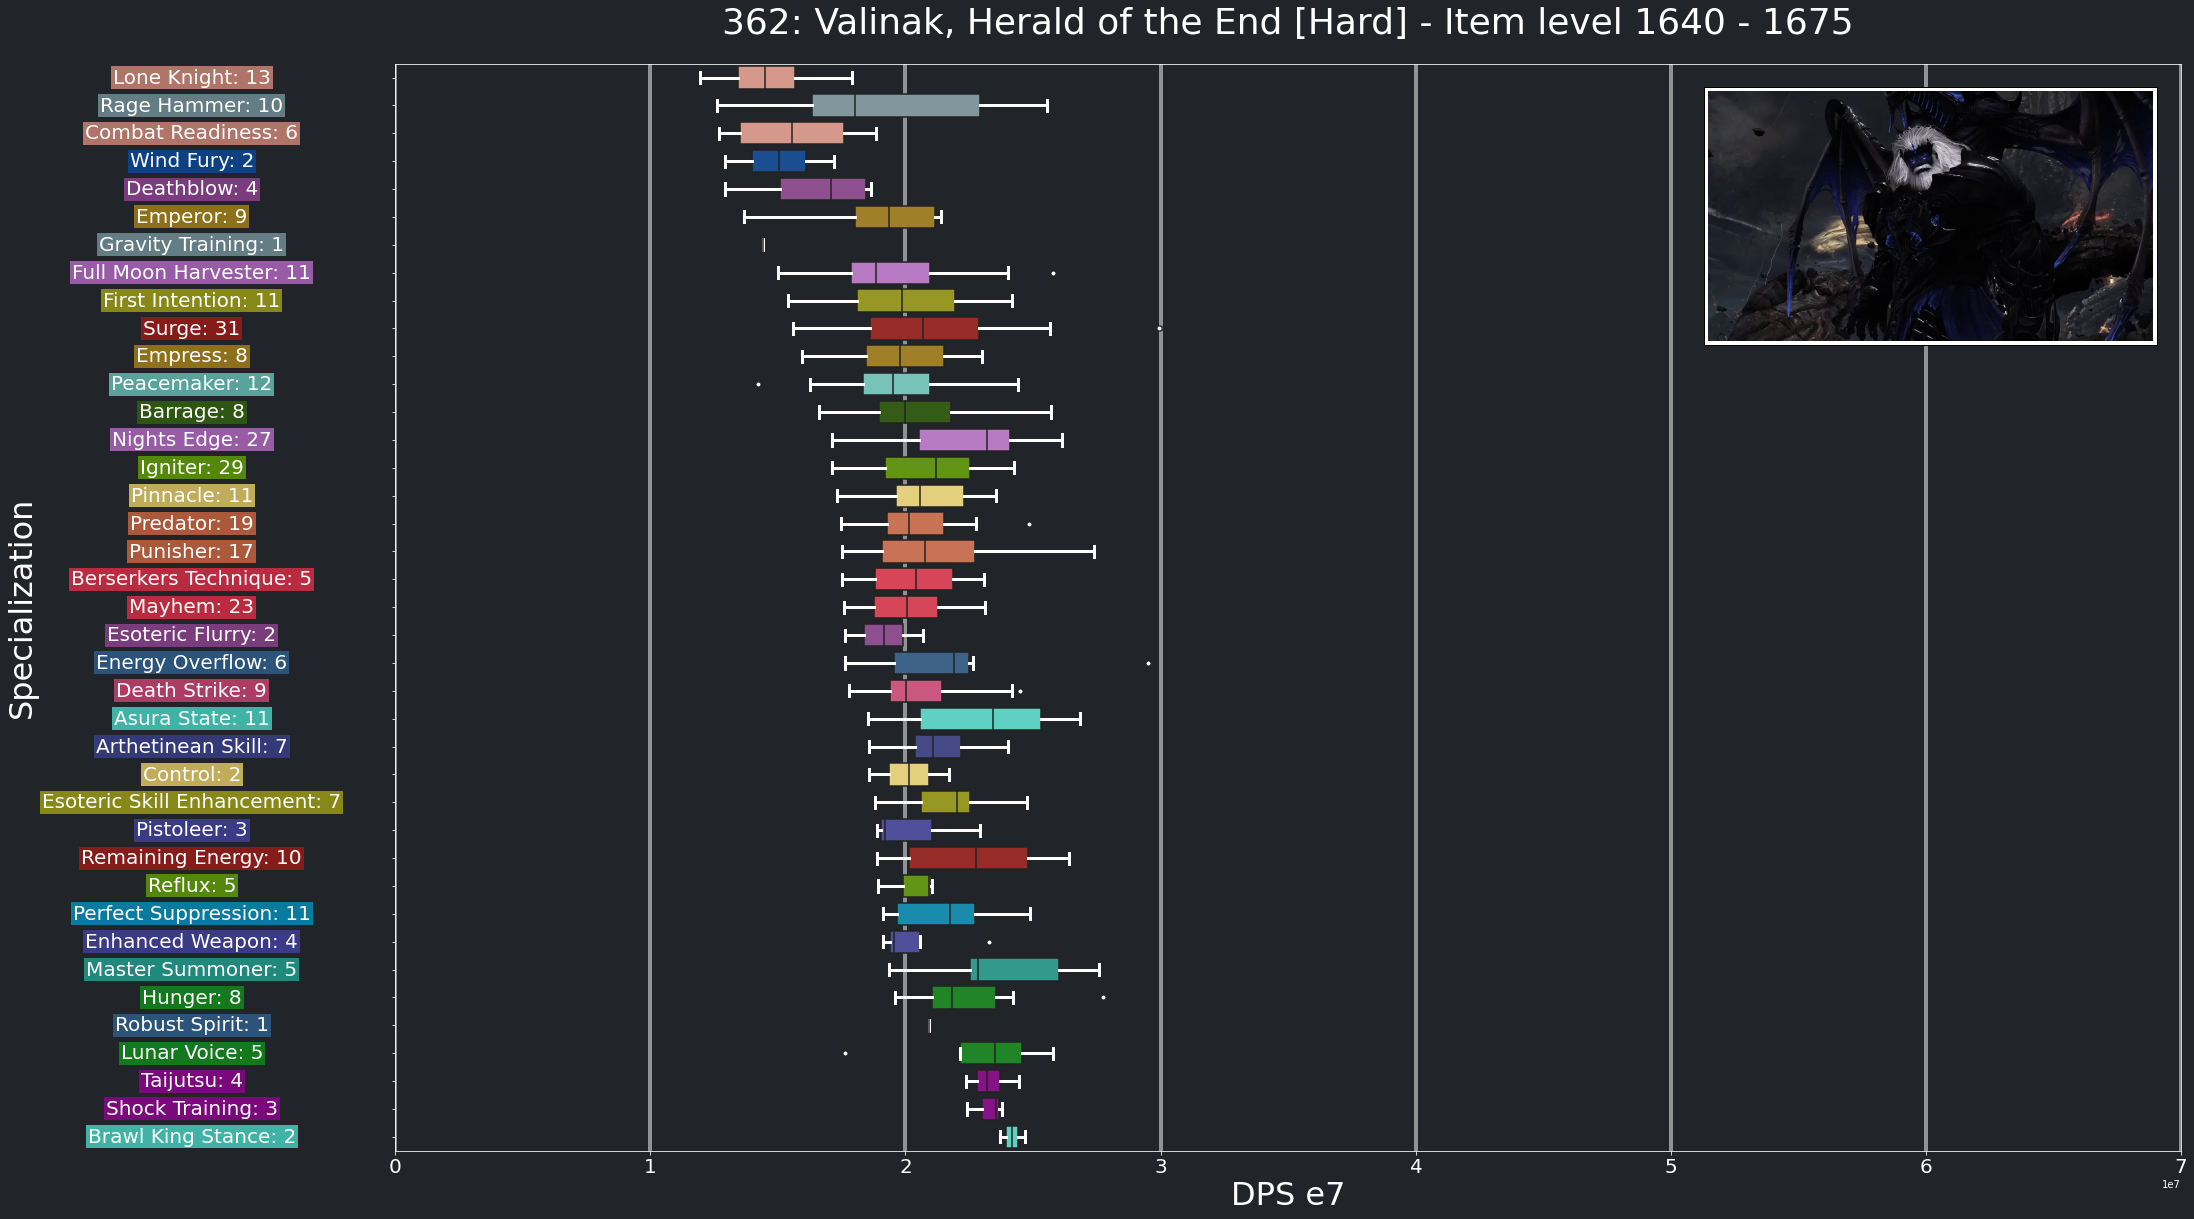 362: Valinak, Herald of the End [Hard] - Item level 1640 - 1675
Specialization
Lone Knight: 13
Rage Hammer: 10
Combat Readiness: 6
Wind Fury: 2
Deathblow: 4
Emperor: 9
Gravity Training: 1
Full Moon Harvester: 11
First Intention: 11
Surge: 31
Empress: 8
Peacemaker: 12
Barrage: 8
Nights Edge: 27
Igniter: 29
Pinnacle: 11
Predator: 19
Punisher: 17
Berserkers Technique: 5
Mayhem: 23
Esoteric Flurry: 2
Energy Overflow: 6
Death Strike: 9
Asura State: 11
Arthetinean Skill: 7
Control: 2
Esoteric Skill Enhancement: 7
Pistoleer: 3
Remaining Energy: 10
Reflux: 5
Perfect Suppression: 11
Enhanced Weapon: 4
Master Summoner: 5
Hunger: 8
Robust Spirit: 1
Lunar Voice: 5
Taijutsu: 4
Shock Training: 3
Brawl King Stance: 2
0 1 2 3 4 5 6 7
1e7
DPS e7